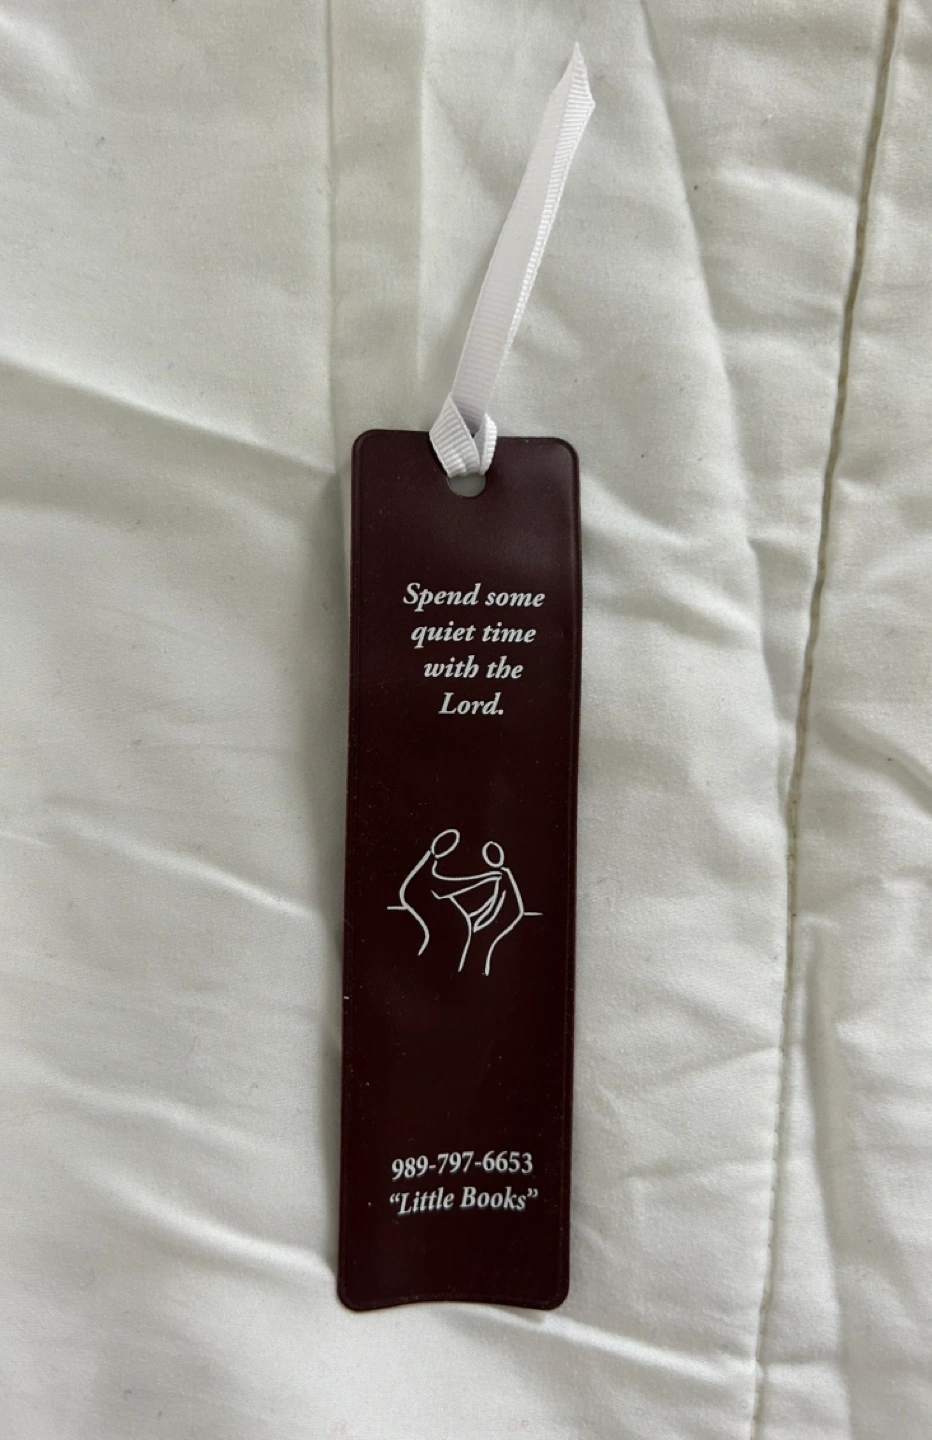 Spend some
quiet time
with the
Lord.
989-797-6653
“Little Books”